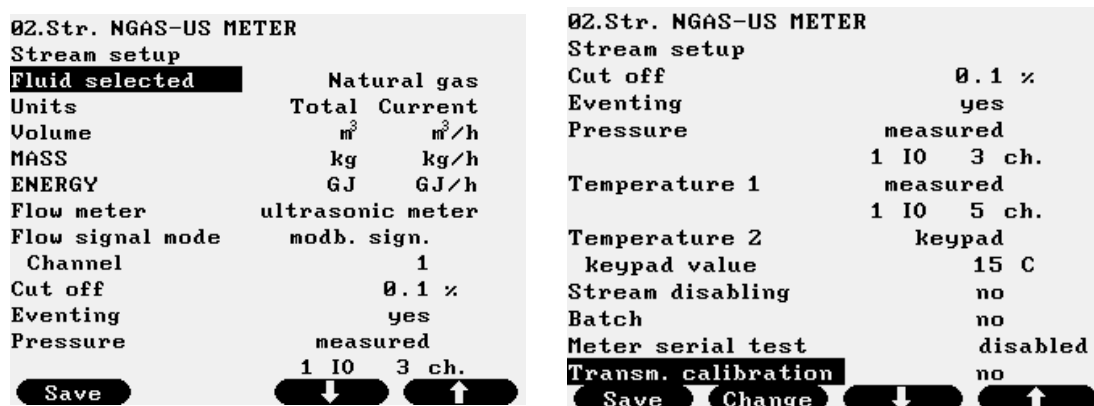 02.Str. NGAS-US METER
Stream setup
Fluid selected Natural gas
Units Total Current
Volume m³ m³/h
MASS kg kg/h
ENERGY GJ GJ/h
Flow meter ultrasonic meter
Flow signal mode modb. sign.
Channel 1
Cut off 0.1 %
Eventing yes
Pressure measured
1 IO 3 ch.
Save ↓ ↑
02.Str. NGAS-US METER
Stream setup
Cut off 0.1 %
Eventing yes
Pressure measured
1 IO 3 ch.
Temperature 1 measured
1 IO 5 ch.
Temperature 2 keypad
keypad value 15 C
Stream disabling no
Batch no
Meter serial test disabled
Transm. calibration no
Save Change ↓ ↑